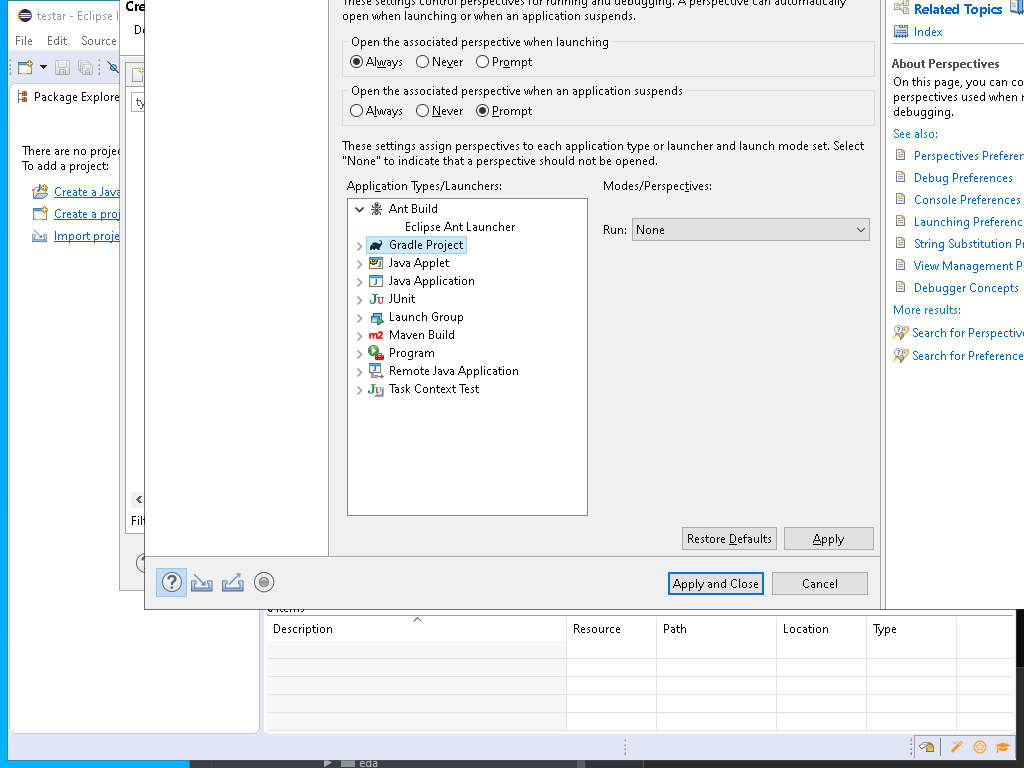 testar - Eclipse I
File Edit Source
Package Explore
There are no projec
To add a project:
Create a Java
Create a proj
Import proje
Cre
De
ty
Filt
These settings control perspectives for running and debugging. A perspective can automatically
open when launching or when an application suspends.
Open the associated perspective when launching
Always Never Prompt
Open the associated perspective when an application suspends
Always Never Prompt
These settings assign perspectives to each application type or launcher and launch mode set. Select
"None" to indicate that a perspective should not be opened.
Application Types/Launchers:
Modes/Perspectives:
Ant Build
Eclipse Ant Launcher
Gradle Project
Java Applet
Java Application
JUnit
Launch Group
Maven Build
Program
Remote Java Application
Task Context Test
Run: None
Restore Defaults Apply
Apply and Close Cancel
Related Topics
Index
About Perspectives
On this page, you can co
perspectives used when r
debugging.
See also:
Perspectives Preferen
Debug Preferences
Console Preferences
Launching Preferenc
String Substitution Pr
View Management P
Debugger Concepts
More results:
Search for Perspective
Search for Preference
items
Description Resource Path Location Type
eda